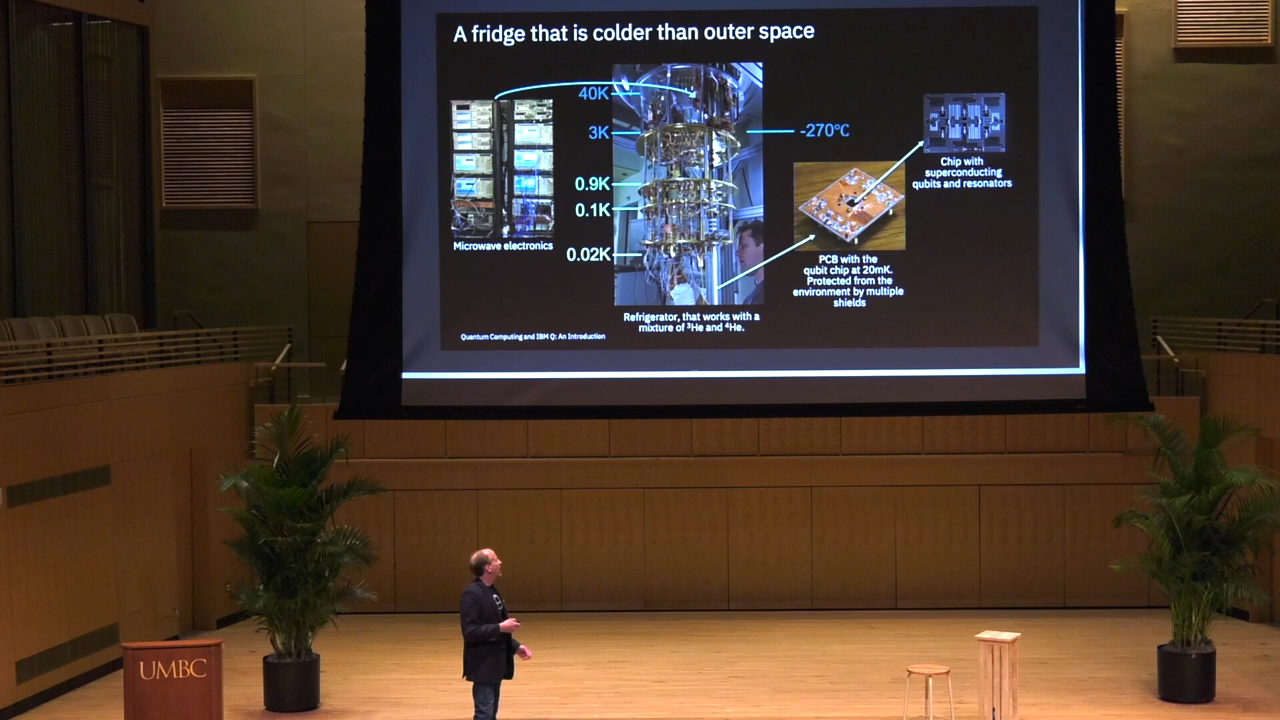 A fridge that is colder than outer space
40K
3K
-270°C
0.9K
0.1K
0.02K
Microwave electronics
Refrigerator, that works with a
mixture of ³He and ⁴He.
PCB with the
qubit chip at 20mK.
Protected from the
environment by multiple
shields
Chip with
superconducting
qubits and resonators
Quantum Computing and IBM Q: An Introduction
UMBC